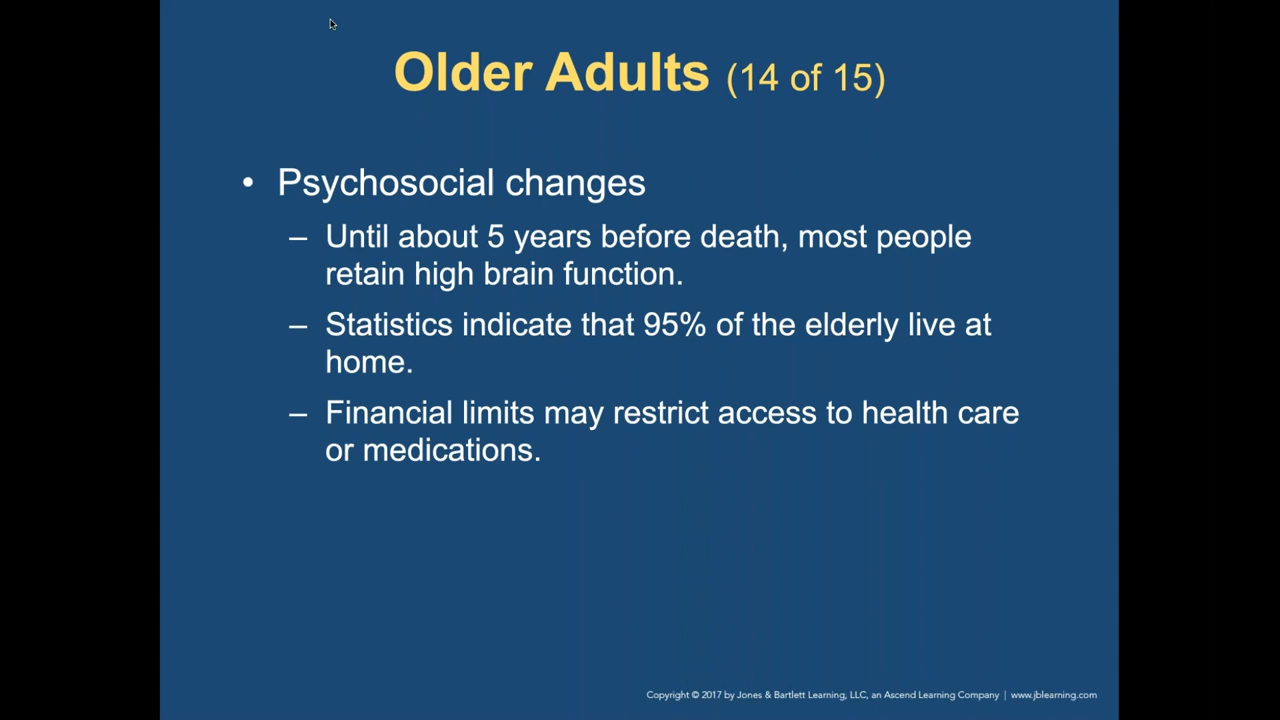 Older Adults (14 of 15)
• Psychosocial changes
– Until about 5 years before death, most people
retain high brain function.
– Statistics indicate that 95% of the elderly live at
home.
– Financial limits may restrict access to health care
or medications.
Copyright © 2017 by Jones & Bartlett Learning, LLC, an Ascend Learning Company | www.jblearning.com